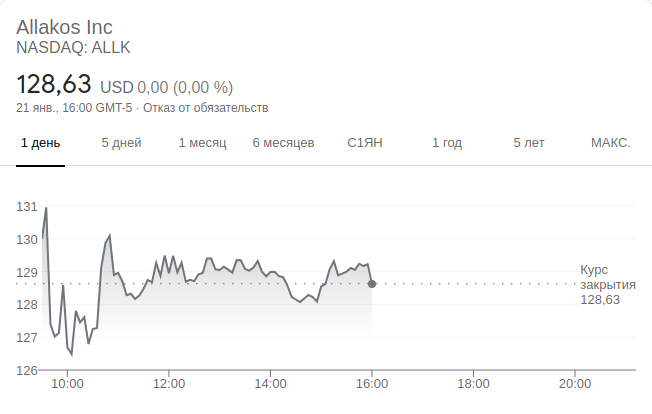 Allakos Inc
NASDAQ: ALLK
128,63 USD 0,00 (0,00 %)
21 янв., 16:00 GMT-5 · Отказ от обязательств
1 день 5 дней 1 месяц 6 месяцев С1ЯН 1 год 5 лет МАКС.
131
130
129
128
127
126
Курс
закрытия
128,63
10:00 12:00 14:00 16:00 18:00 20:00